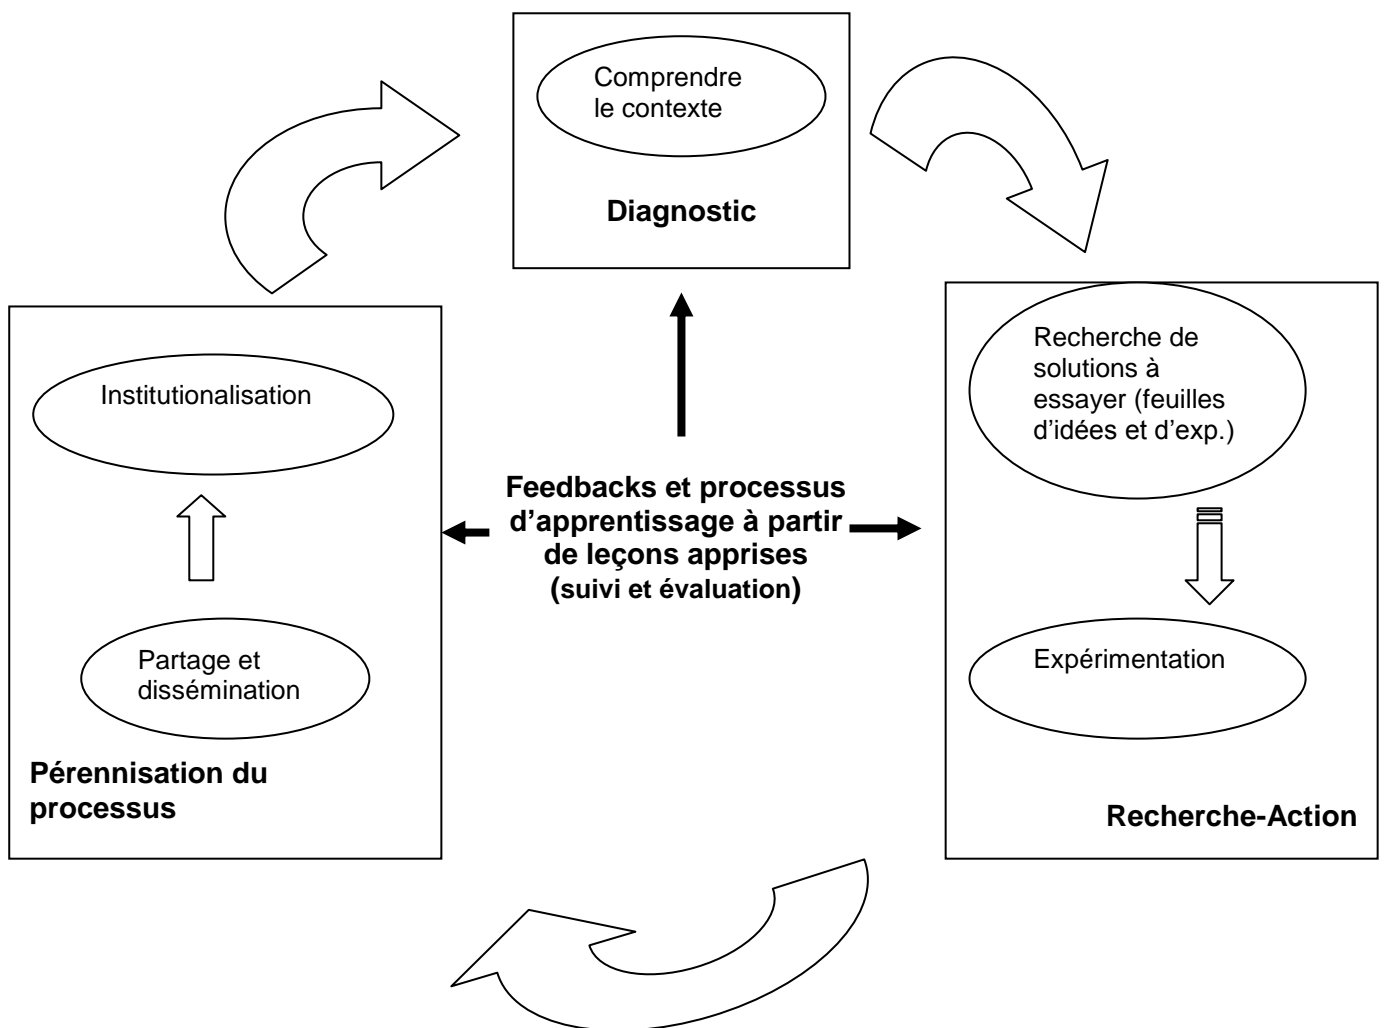 Comprendre
le contexte
Diagnostic
Recherche de
solutions à
essayer (feuilles
d’idées et d’exp.)
Expérimentation
Recherche-Action
Feedbacks et processus
d’apprentissage à partir
de leçons apprises
(suivi et évaluation)
Institutionalisation
Partage et
dissémination
Pérennisation du
processus